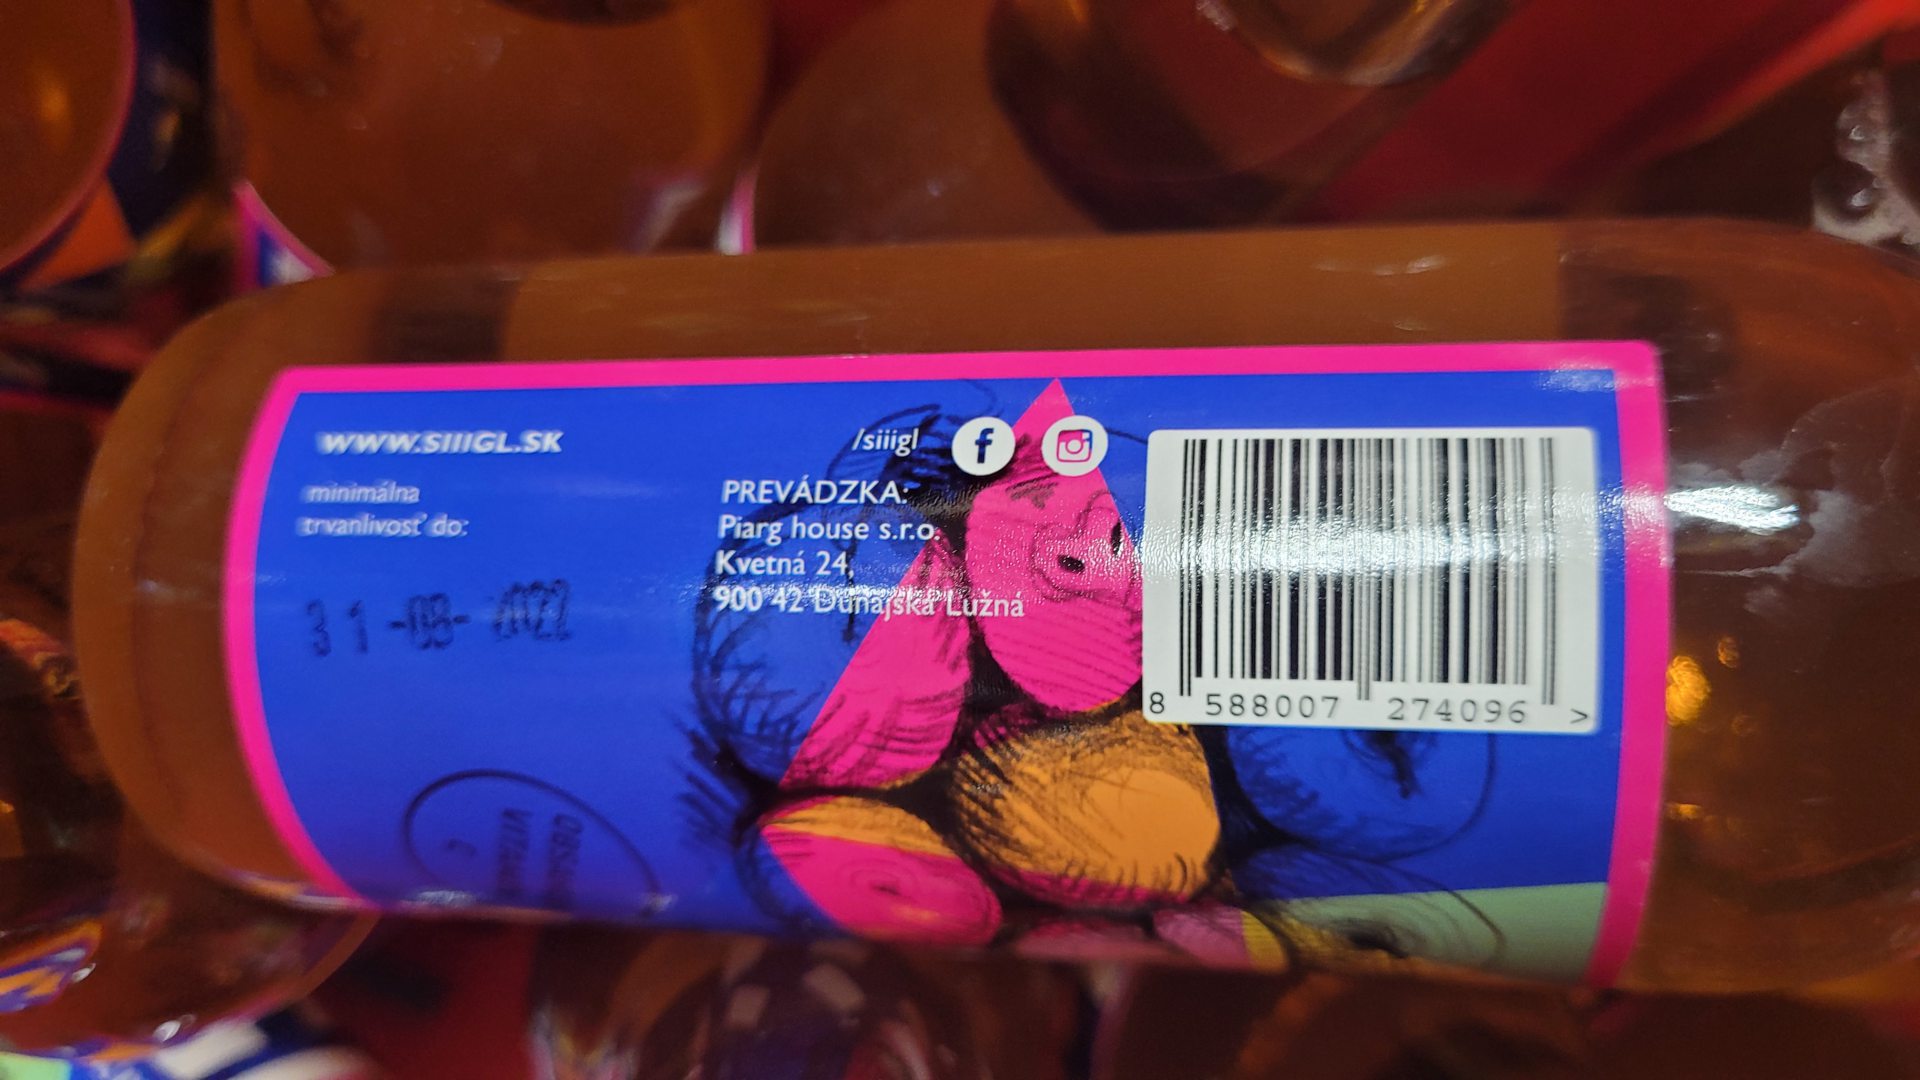 WWW.SIIIGL.SK
/siiigl
minimálna
trvanlivosť do:
31-08-2022
PREVÁDZKA:
Piarg house s.r.o.
Kvetná 24,
900 42 Dunajská Lužná
8 588007 274096 >